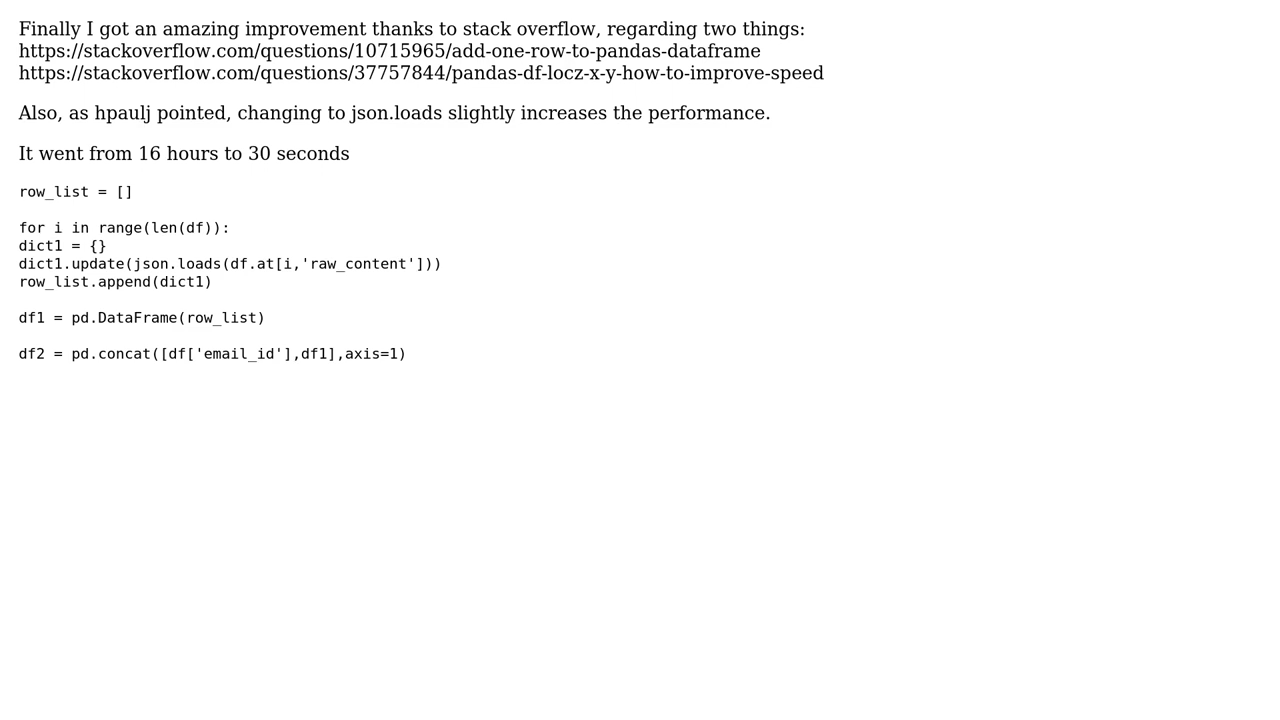 Finally I got an amazing improvement thanks to stack overflow, regarding two things:
https://stackoverflow.com/questions/10715965/add-one-row-to-pandas-dataframe
https://stackoverflow.com/questions/37757844/pandas-df-locz-x-y-how-to-improve-speed
Also, as hpaulj pointed, changing to json.loads slightly increases the performance.
It went from 16 hours to 30 seconds
row_list = []
for i in range(len(df)):
dict1 = {}
dict1.update(json.loads(df.at[i,'raw_content']))
row_list.append(dict1)
df1 = pd.DataFrame(row_list)
df2 = pd.concat([df['email_id'],df1],axis=1)